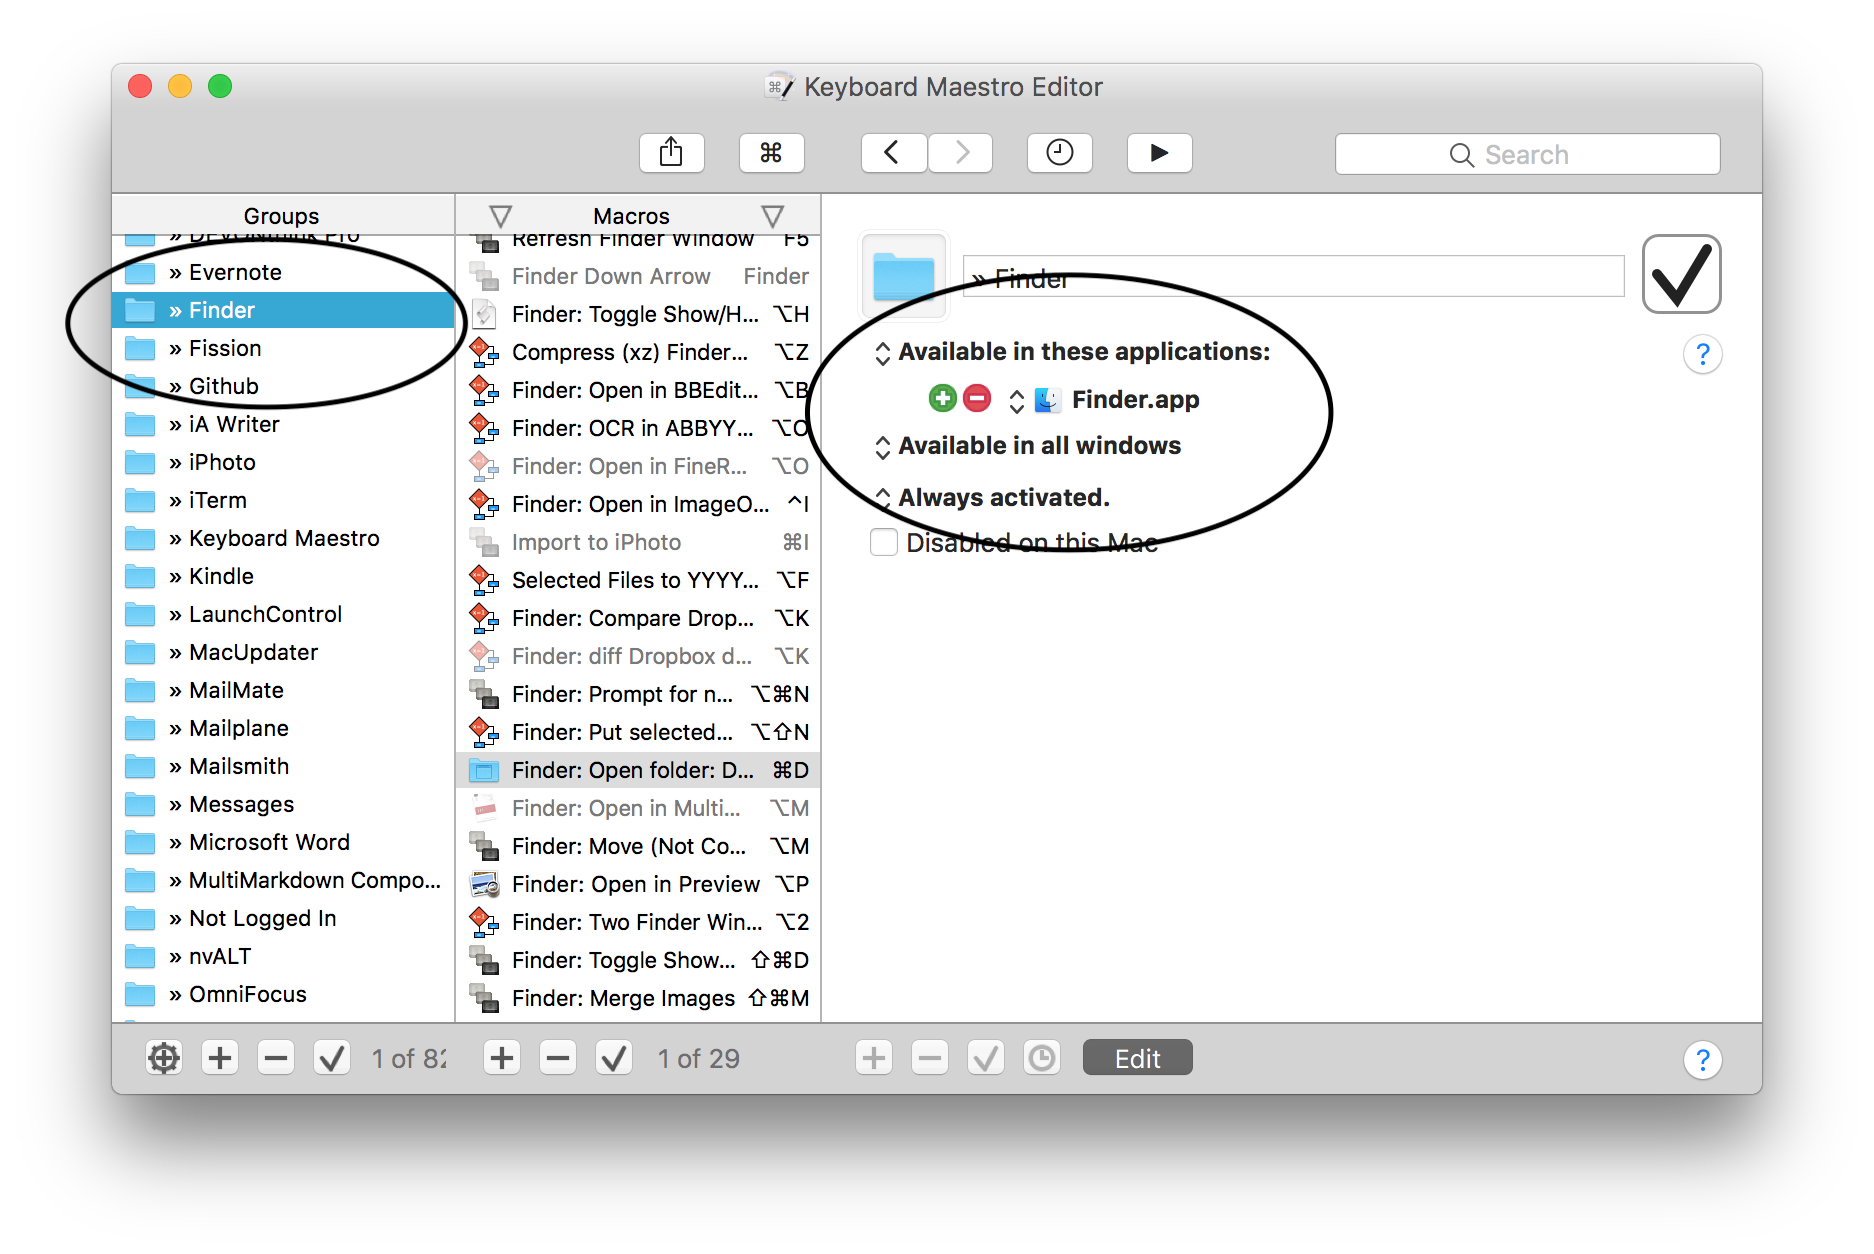 Keyboard Maestro Editor
⌘
Search
Groups
» DEVONthink Pro
» Evernote
» Finder
» Fission
» Github
» iA Writer
» iPhoto
» iTerm
» Keyboard Maestro
» Kindle
» LaunchControl
» MacUpdater
» MailMate
» Mailplane
» Mailsmith
» Messages
» Microsoft Word
» MultiMarkdown Compo...
» Not Logged In
» nvALT
» OmniFocus
1 of 82
Macros
Refresh Finder Window F5
Finder Down Arrow Finder
Finder: Toggle Show/H... ⌥H
Compress (xz) Finder... ⌥Z
Finder: Open in BBEdit... ⌥B
Finder: OCR in ABBYY... ⌥O
Finder: Open in FineR... ⌥O
Finder: Open in ImageO... ^I
Import to iPhoto ⌘I
Selected Files to YYYY... ⌥F
Finder: Compare Drop... ⌥K
Finder: diff Dropbox d... ⌥K
Finder: Prompt for n... ⌥⌘N
Finder: Put selected... ⌥⇧N
Finder: Open folder: D... ⌘D
Finder: Open in Multi... ⌥M
Finder: Move (Not Co... ⌥M
Finder: Open in Preview ⌥P
Finder: Two Finder Win... ⌥2
Finder: Toggle Show... ⇧⌘D
Finder: Merge Images ⇧⌘M
1 of 29
» Finder
Available in these applications:
?
Finder.app
Available in all windows
Always activated.
Disabled on this Mac
Edit
?